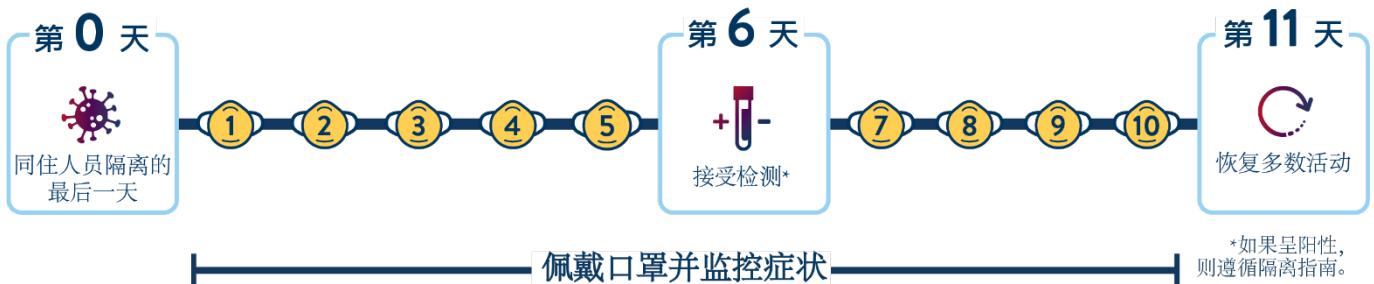 第 0 天
同住人员隔离的
最后一天
1
2
3
4
5
第 6 天
+ -
接受检测*
7
8
9
10
第 11 天
恢复多数活动
佩戴口罩并监控症状
*如果呈阳性,
则遵循隔离指南。